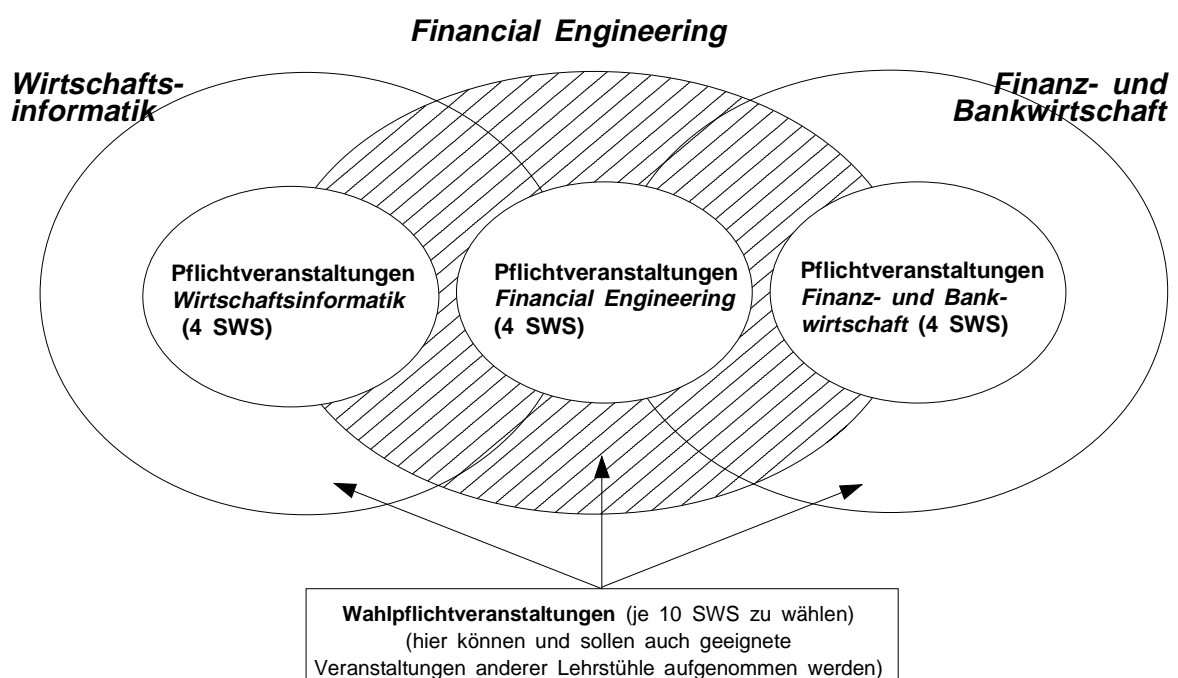 Financial Engineering
Wirtschafts-
informatik
Finanz- und
Bankwirtschaft
Pflichtveranstaltungen
Wirtschaftsinformatik
(4 SWS)
Pflichtveranstaltungen
Financial Engineering
(4 SWS)
Pflichtveranstaltungen
Finanz- und Bank-
wirtschaft (4 SWS)
Wahlpflichtveranstaltungen (je 10 SWS zu wählen)
(hier können und sollen auch geeignete
Veranstaltungen anderer Lehrstühle aufgenommen werden)